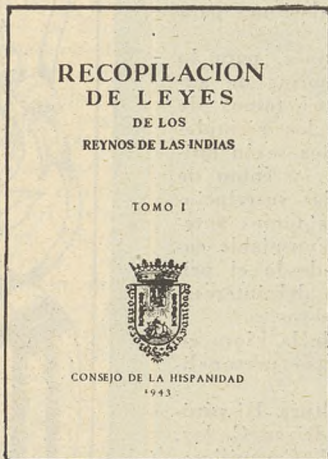 RECOPILACION
DE LEYES
DE LOS
REYNOS DE LAS INDIAS
TOMO I
CONSEJO DE LA HISPANIDAD
1943